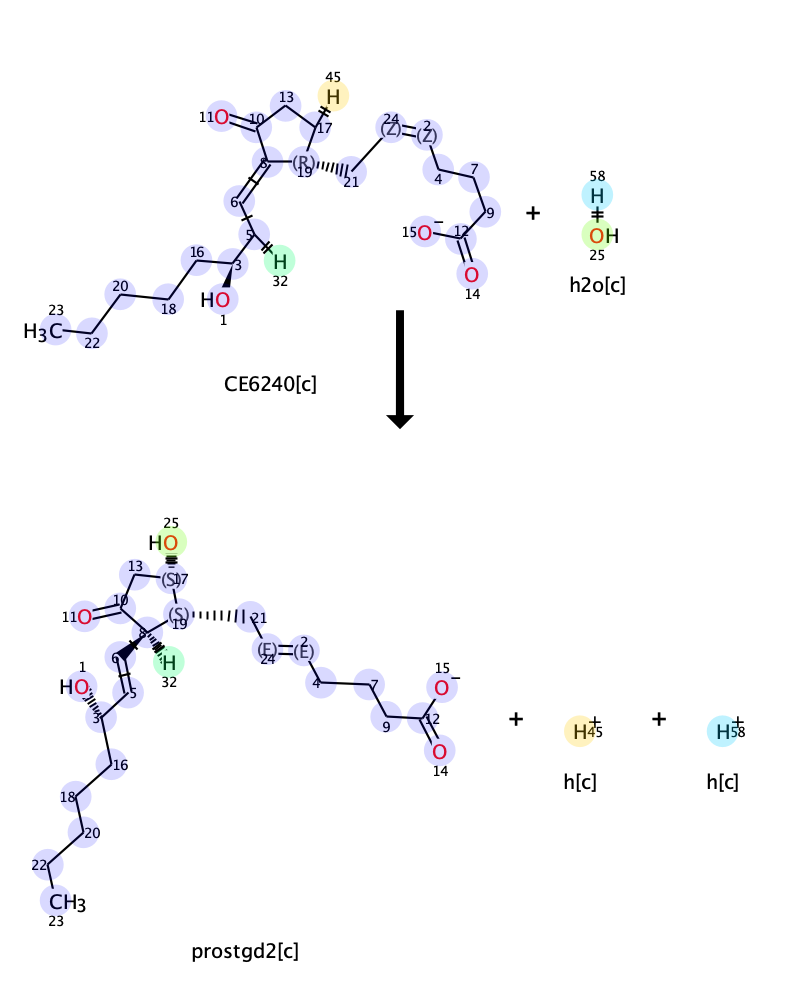 45
H
13
11 O
10
17
24
(Z)
2
(Z)
8
(R)
19
21
4
7
58
H
6
9
+
OH
25
h2o[c]
15 O-
12
O
14
5
16
3
H
32
20
18
HO
1
23
H3C
22
CE6240[c]
25
HO
13
(S)
17
10
11 O
(S)
19
21
8
6
H
32
(E)
24
2
(E)
1
HO
5
3
4
7
15
O-
9
12
O
14
+
H+
45
+
H+
58
h[c]
h[c]
16
18
20
22
CH3
23
prostgd2[c]